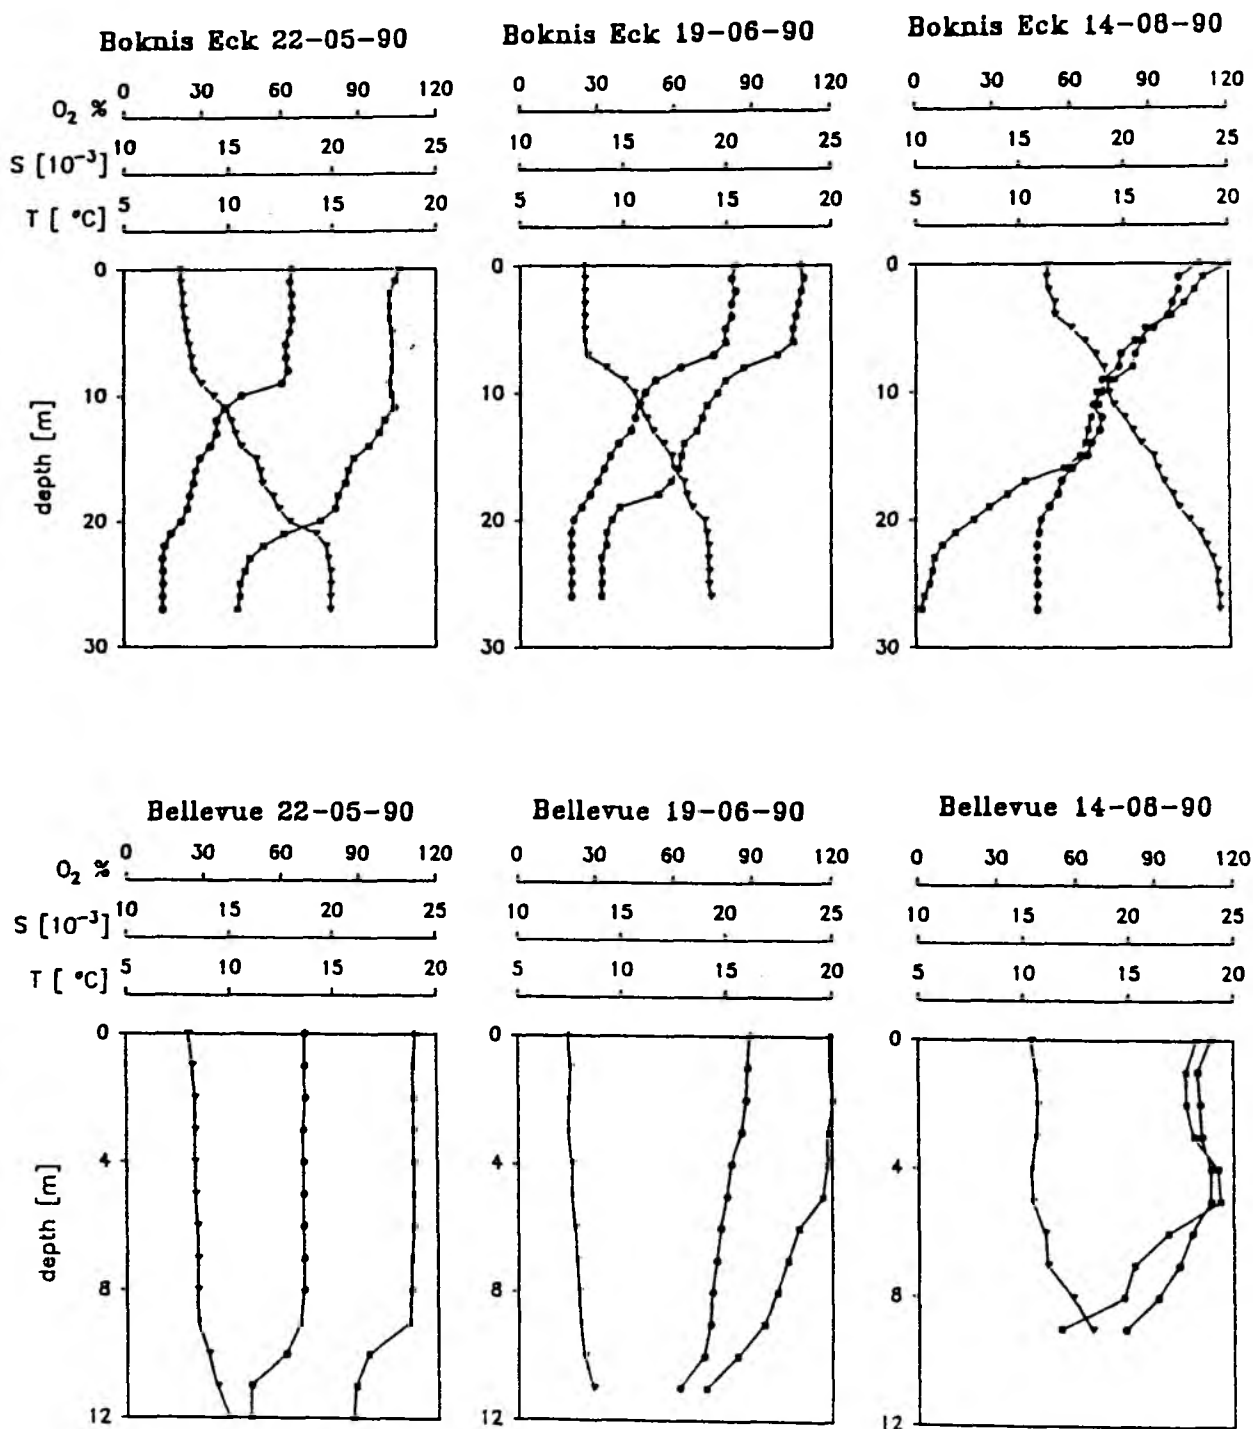 Boknis Eck 22-05-90 Boknis Eck 19-06-90 Boknis Eck 14-08-90
O2 % 0 30 60 90 120 0 30 60 90 120 0 30 60 90 120
S [10-3] 10 15 20 25 10 15 20 25 10 15 20 25
T [ °C] 5 10 15 20 5 10 15 20 5 10 15 20
0 0 0
10 10 10
depth [m]
20 20 20
30 30 30
Bellevue 22-05-90 Bellevue 19-06-90 Bellevue 14-08-90
O2 % 0 30 60 90 120 0 30 60 90 120 0 30 60 90 120
S [10-3] 10 15 20 25 10 15 20 25 10 15 20 25
T [ °C] 5 10 15 20 5 10 15 20 5 10 15 20
0 0 0
4 4 4
depth [m]
8 8 8
12 12 12